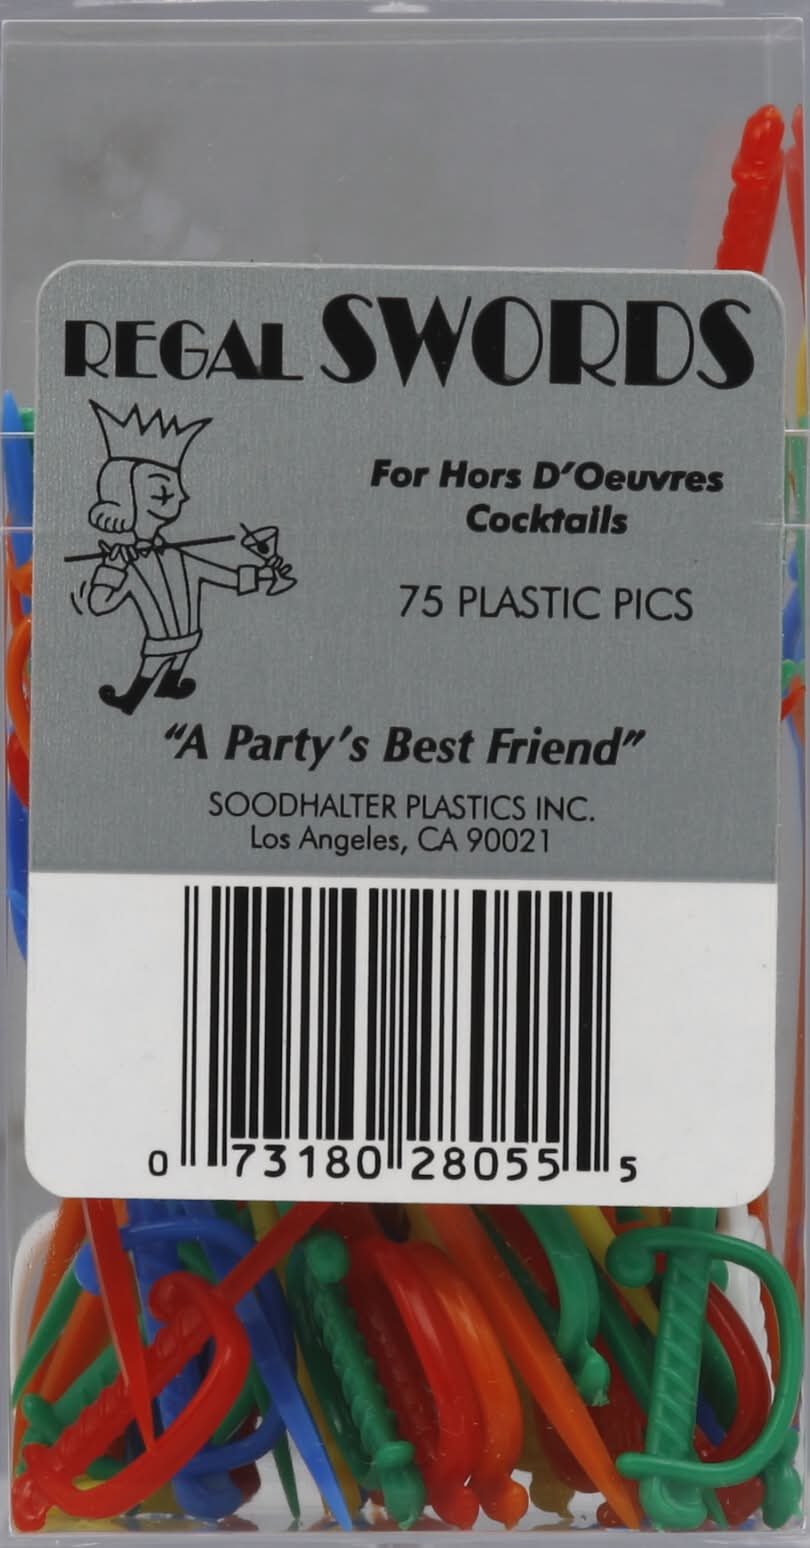 REGAL SWORDS
For Hors D'Oeuvres
Cocktails
75 PLASTIC PICS
"A Party's Best Friend"
SOODHALTER PLASTICS INC.
Los Angeles, CA 90021
0 73180 28055 5